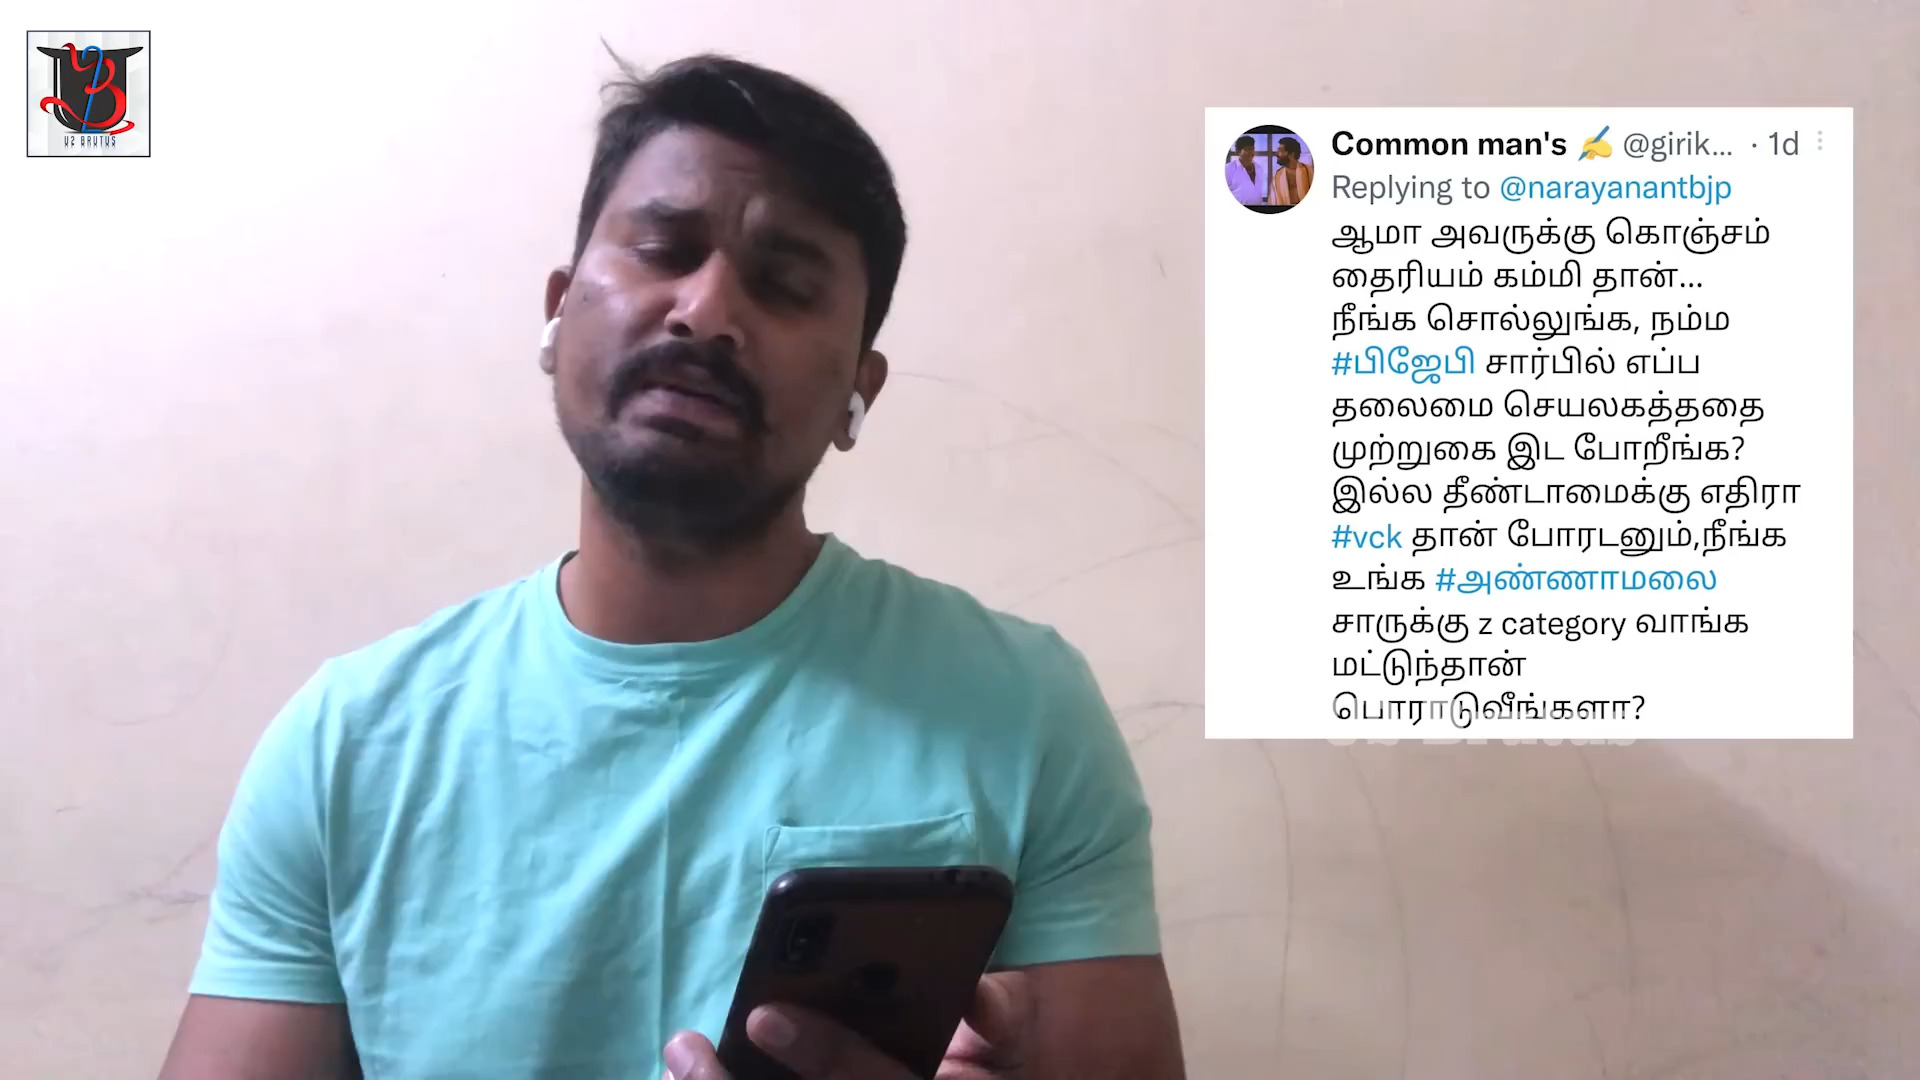 U2 BRUTUS
Common man's ✍️ @girik... · 1d
Replying to @narayanantbjp
ஆமா அவருக்கு கொஞ்சம்
தைரியம் கம்மி தான்...
நீங்க சொல்லுங்க, நம்ம
#பிஜேபி சார்பில் எப்ப
தலைமை செயலகத்ததை
முற்றுகை இட போறீங்க?
இல்ல தீண்டாமைக்கு எதிரா
#vck தான் போரடனும்,நீங்க
உங்க #அண்ணாமலை
சாருக்கு z category வாங்க
மட்டுந்தான்
பொராடுவீங்களா?